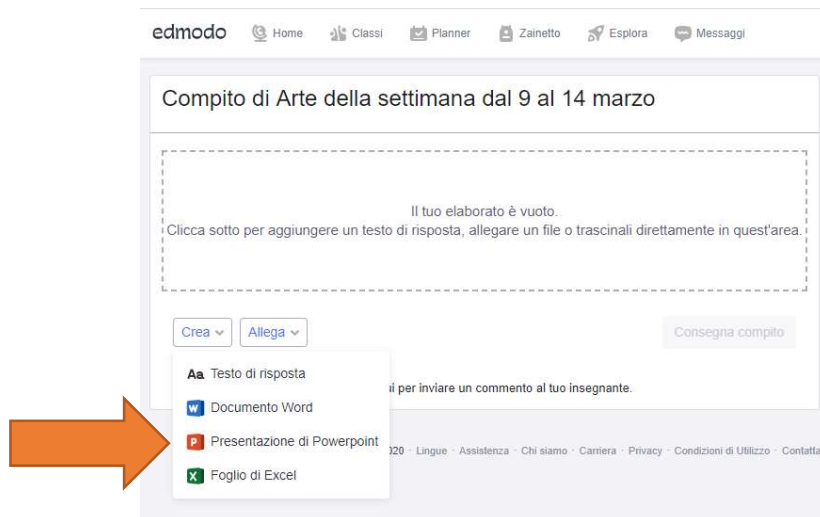 edmodo Home Classi Planner Zainetto Esplora Messaggi
Compito di Arte della settimana dal 9 al 14 marzo
Il tuo elaborato è vuoto.
Clicca sotto per aggiungere un testo di risposta, allegare un file o trascinali direttamente in quest'area.
Crea Allega Consegna compito
Aa Testo di risposta
per inviare un commento al tuo insegnante.
Documento Word
Presentazione di Powerpoint
020 · Lingue · Assistenza · Chi siamo · Carriera · Privacy · Condizioni di Utilizzo · Contatta
Foglio di Excel